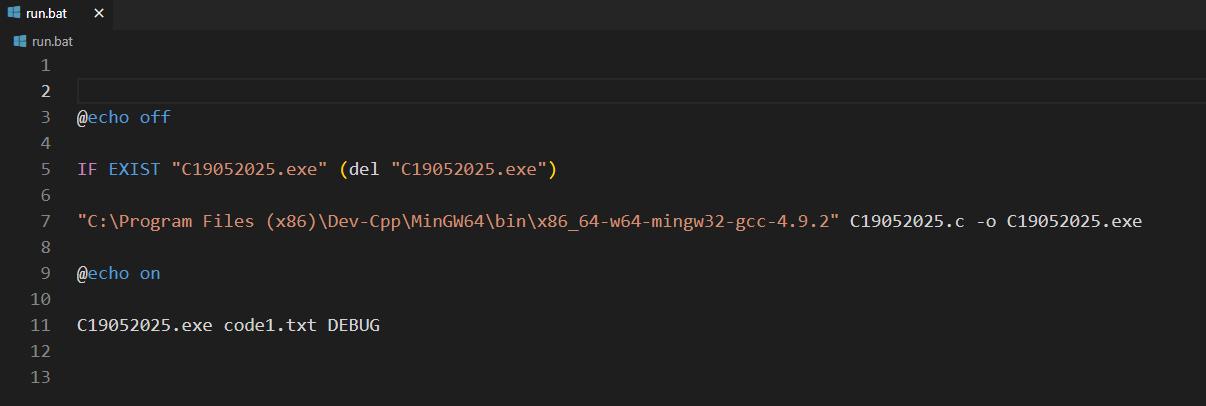 run.bat ×
run.bat
1
2
3 @echo off
4
5 IF EXIST "C19052025.exe" (del "C19052025.exe")
6
7 "C:\Program Files (x86)\Dev-Cpp\MinGW64\bin\x86_64-w64-mingw32-gcc-4.9.2" C19052025.c -o C19052025.exe
8
9 @echo on
10
11 C19052025.exe code1.txt DEBUG
12
13